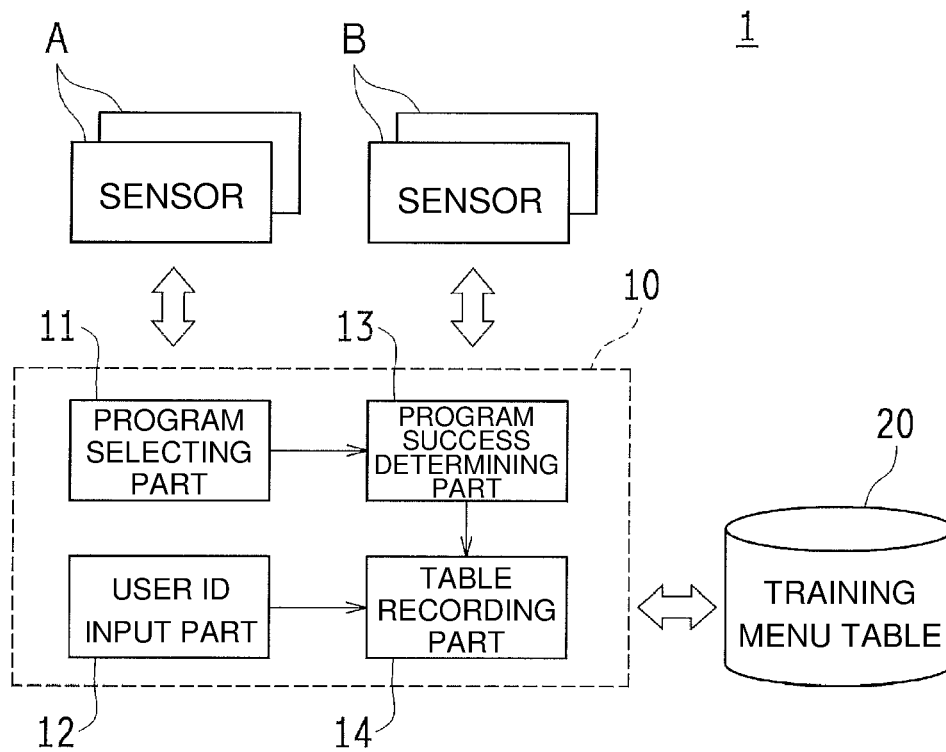 A
B
1
SENSOR
SENSOR
10
11
13
PROGRAM
SELECTING
PART
PROGRAM
SUCCESS
DETERMINING
PART
20
USER ID
INPUT PART
TABLE
RECORDING
PART
TRAINING
MENU TABLE
12
14